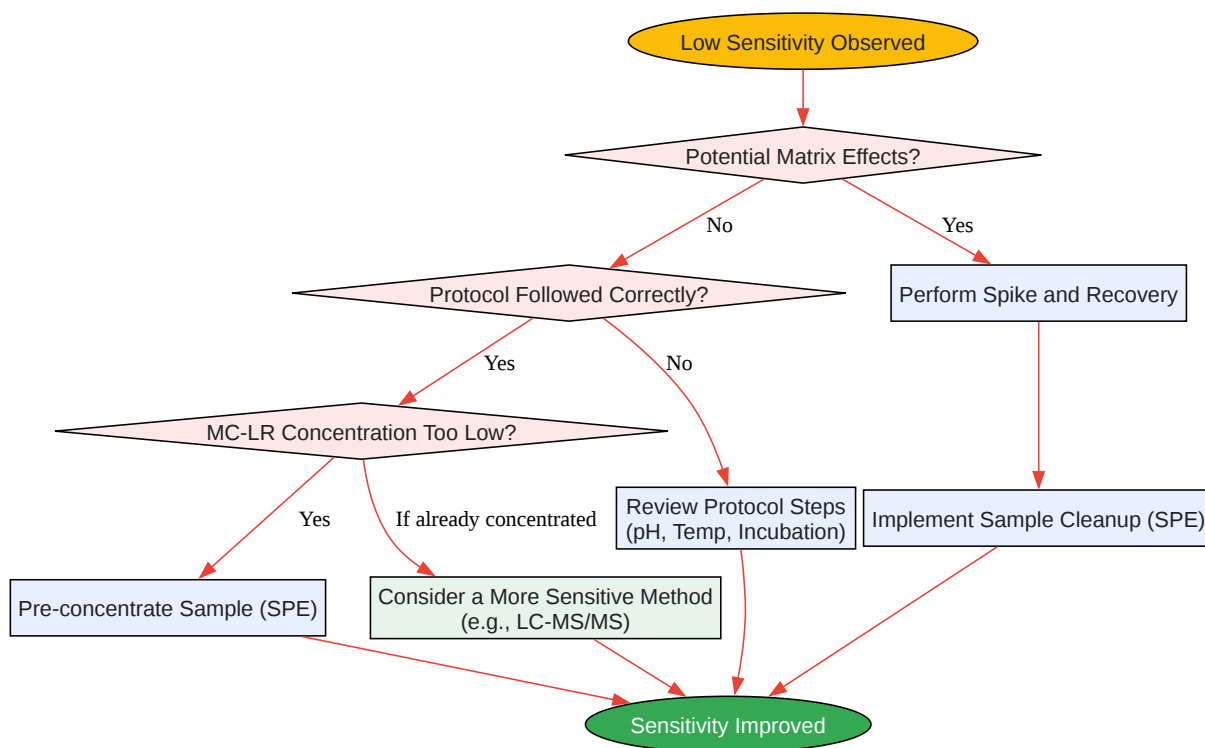 Low Sensitivity Observed
Potential Matrix Effects?
No
Yes
Protocol Followed Correctly?
Perform Spike and Recovery
Yes
No
MC-LR Concentration Too Low?
Yes
If already concentrated
Review Protocol Steps
(pH, Temp, Incubation)
Implement Sample Cleanup (SPE)
Pre-concentrate Sample (SPE)
Consider a More Sensitive Method
(e.g., LC-MS/MS)
Sensitivity Improved